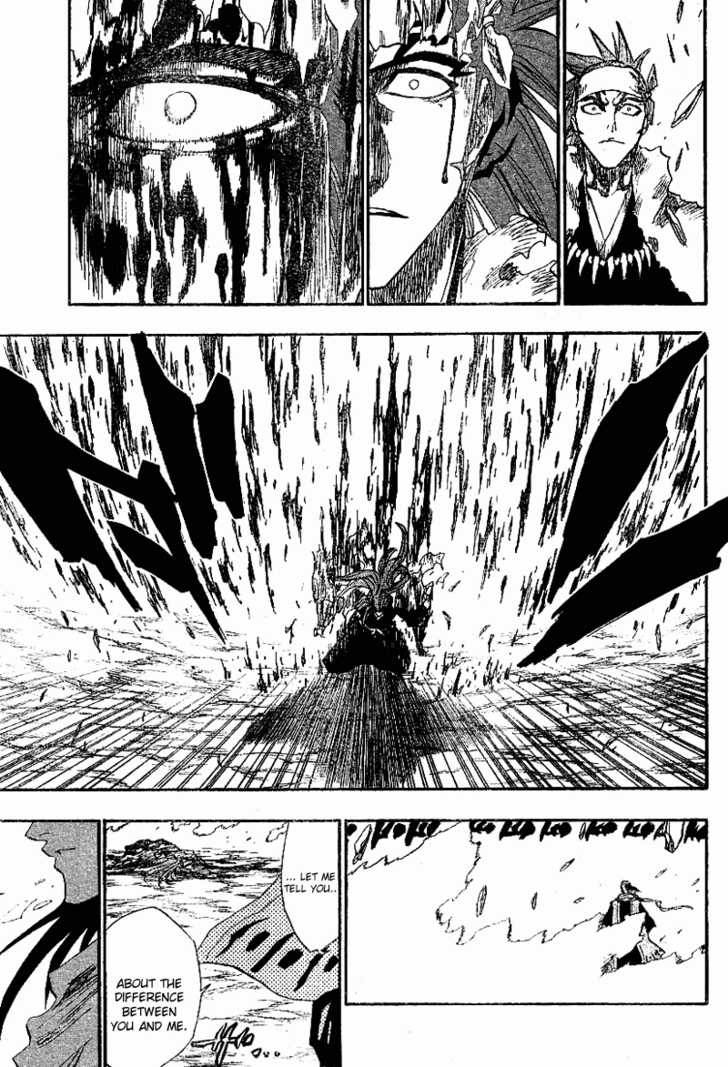 ... LET ME
TELL YOU..
ABOUT THE
DIFFERENCE
BETWEEN
YOU AND ME.